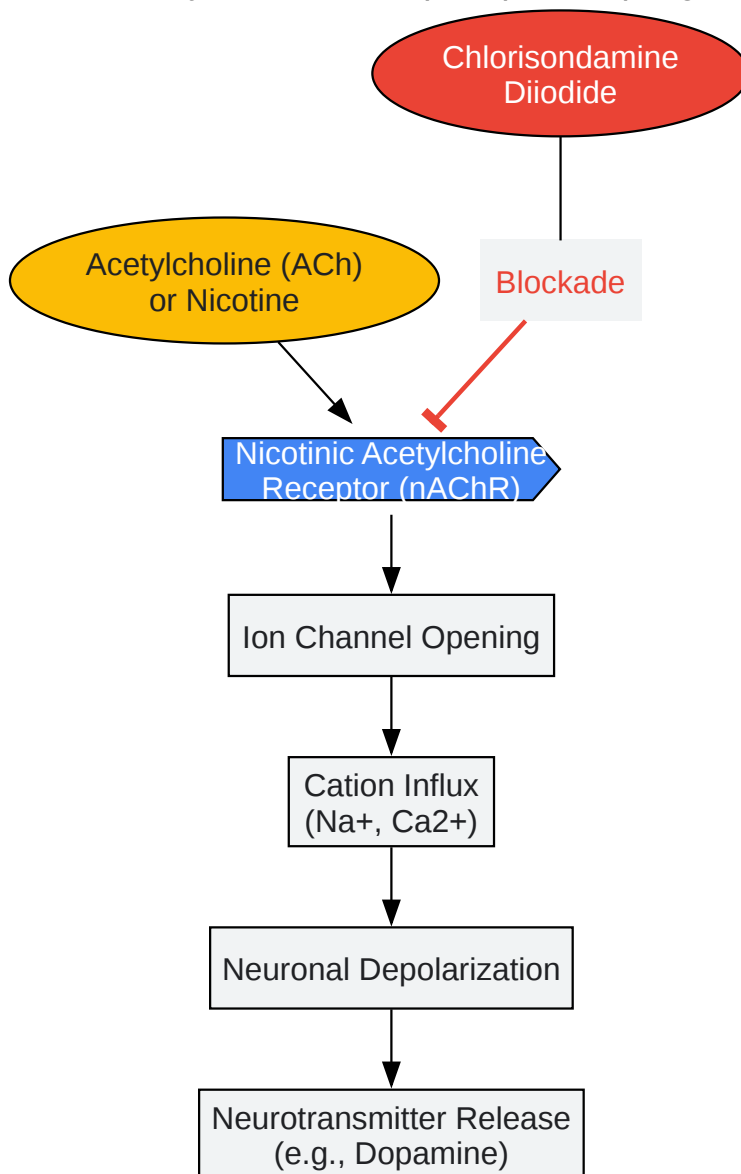 Chlorisondamine
Diiodide
Acetylcholine (ACh)
or Nicotine
Blockade
Nicotinic Acetylcholine
Receptor (nAChR)
Ion Channel Opening
Cation Influx
(Na+, Ca2+)
Neuronal Depolarization
Neurotransmitter Release
(e.g., Dopamine)